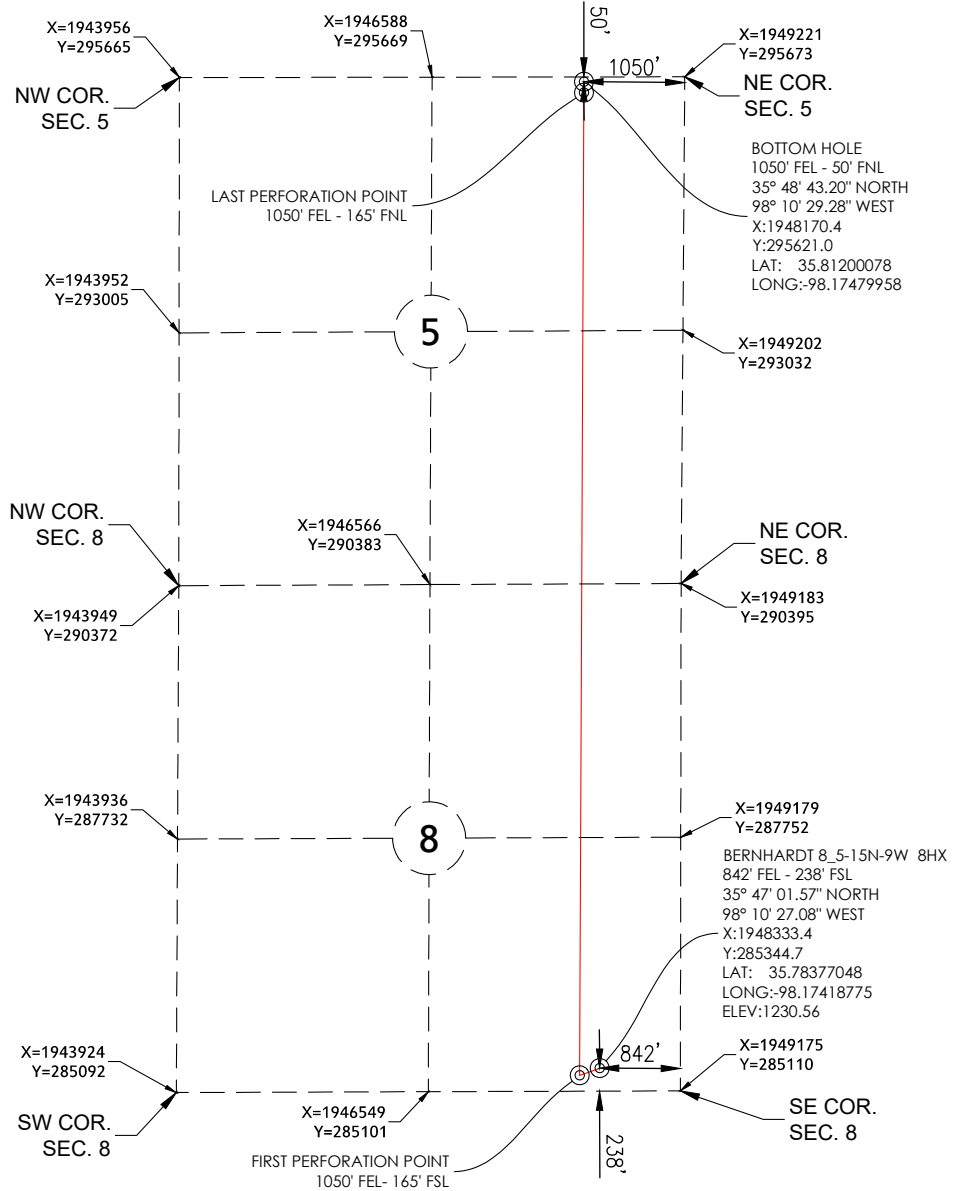 X=1943956
Y=295665
X=1946588
Y=295669
50'
X=1949221
Y=295673
1050'
NW COR.
SEC. 5
NE COR.
SEC. 5
BOTTOM HOLE
1050' FEL - 50' FNL
35° 48' 43.20" NORTH
98° 10' 29.28" WEST
X:1948170.4
Y:295621.0
LAT: 35.81200078
LONG:-98.17479958
LAST PERFORATION POINT
1050' FEL - 165' FNL
X=1943952
Y=293005
5
X=1949202
Y=293032
NW COR.
SEC. 8
X=1946566
Y=290383
NE COR.
SEC. 8
X=1943949
Y=290372
X=1949183
Y=290395
X=1943936
Y=287732
8
X=1949179
Y=287752
BERNHARDT 8_5-15N-9W 8HX
842' FEL - 238' FSL
35° 47' 01.57" NORTH
98° 10' 27.08" WEST
X:1948333.4
Y:285344.7
LAT: 35.78377048
LONG:-98.17418775
ELEV:1230.56
X=1943924
Y=285092
842'
X=1949175
Y=285110
SW COR.
SEC. 8
X=1946549
Y=285101
SE COR.
SEC. 8
238'
FIRST PERFORATION POINT
1050' FEL- 165' FSL